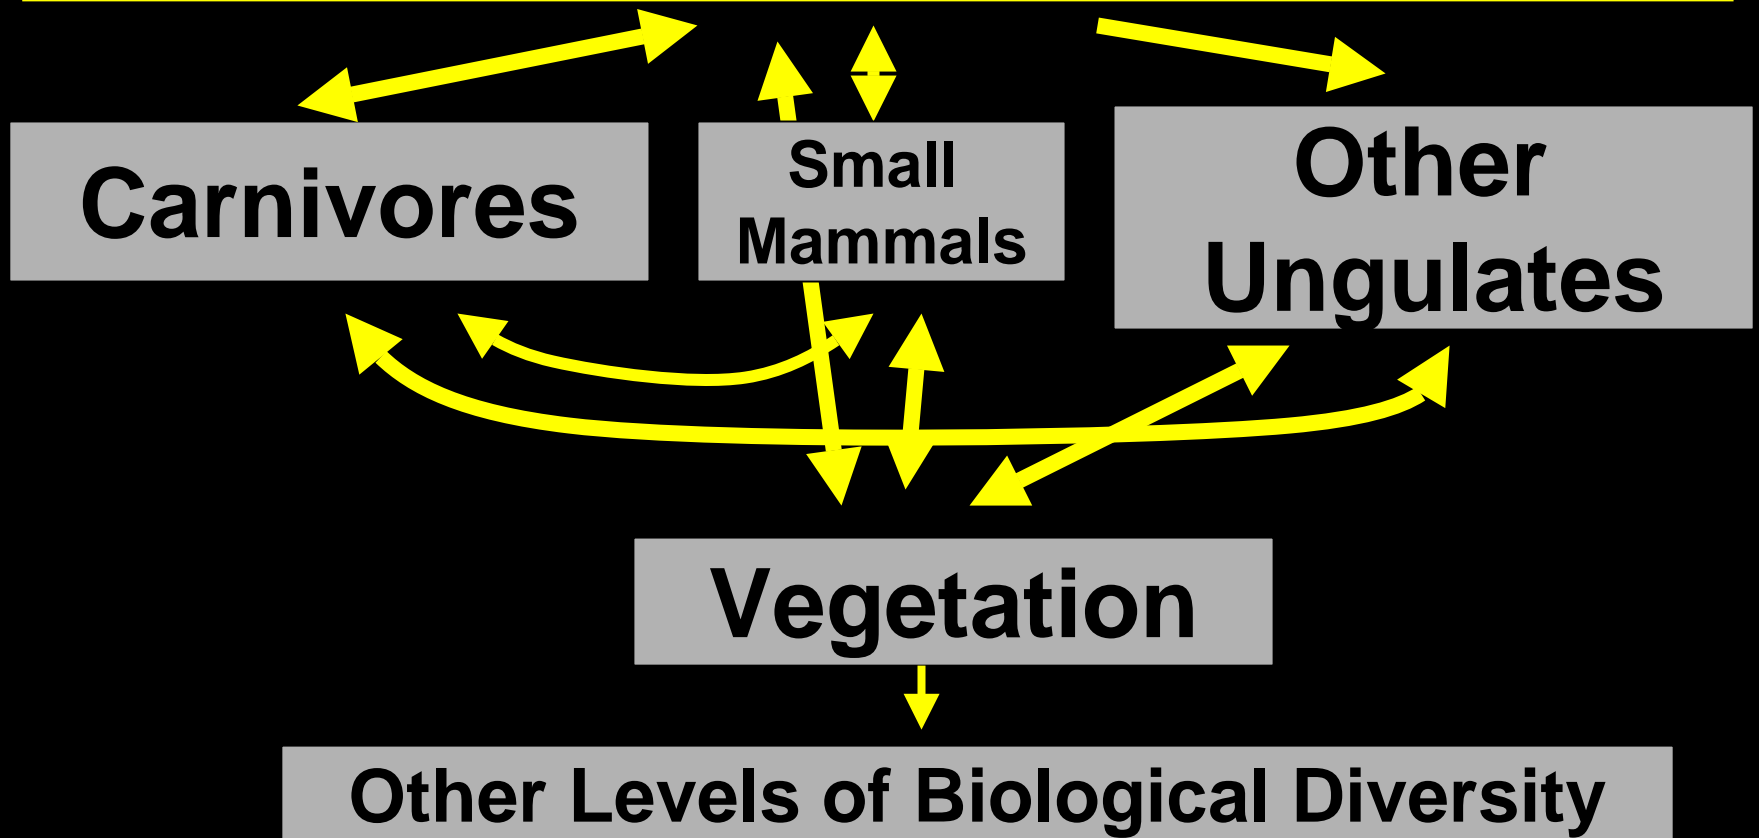 Carnivores
Small
Mammals
Other
Ungulates
Vegetation
Other Levels of Biological Diversity